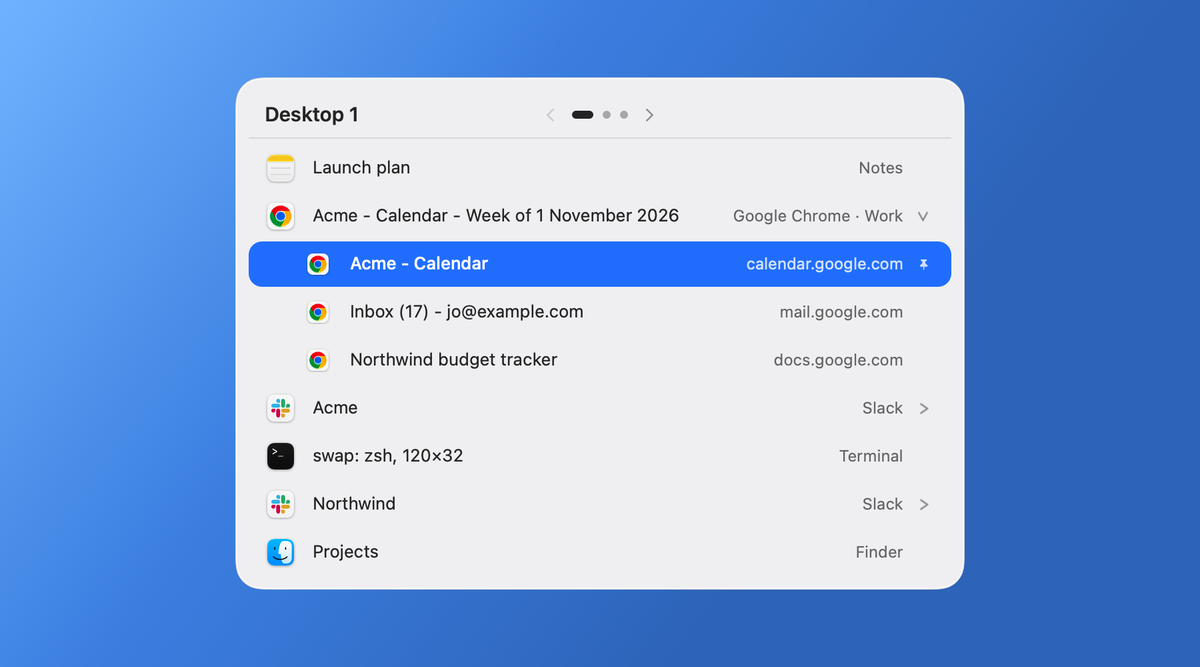 Desktop 1
Launch plan Notes
Acme - Calendar - Week of 1 November 2026 Google Chrome · Work
Acme - Calendar calendar.google.com
Inbox (17) - jo@example.com mail.google.com
Northwind budget tracker docs.google.com
Acme Slack
>_
swap: zsh, 120×32 Terminal
Northwind Slack
Projects Finder